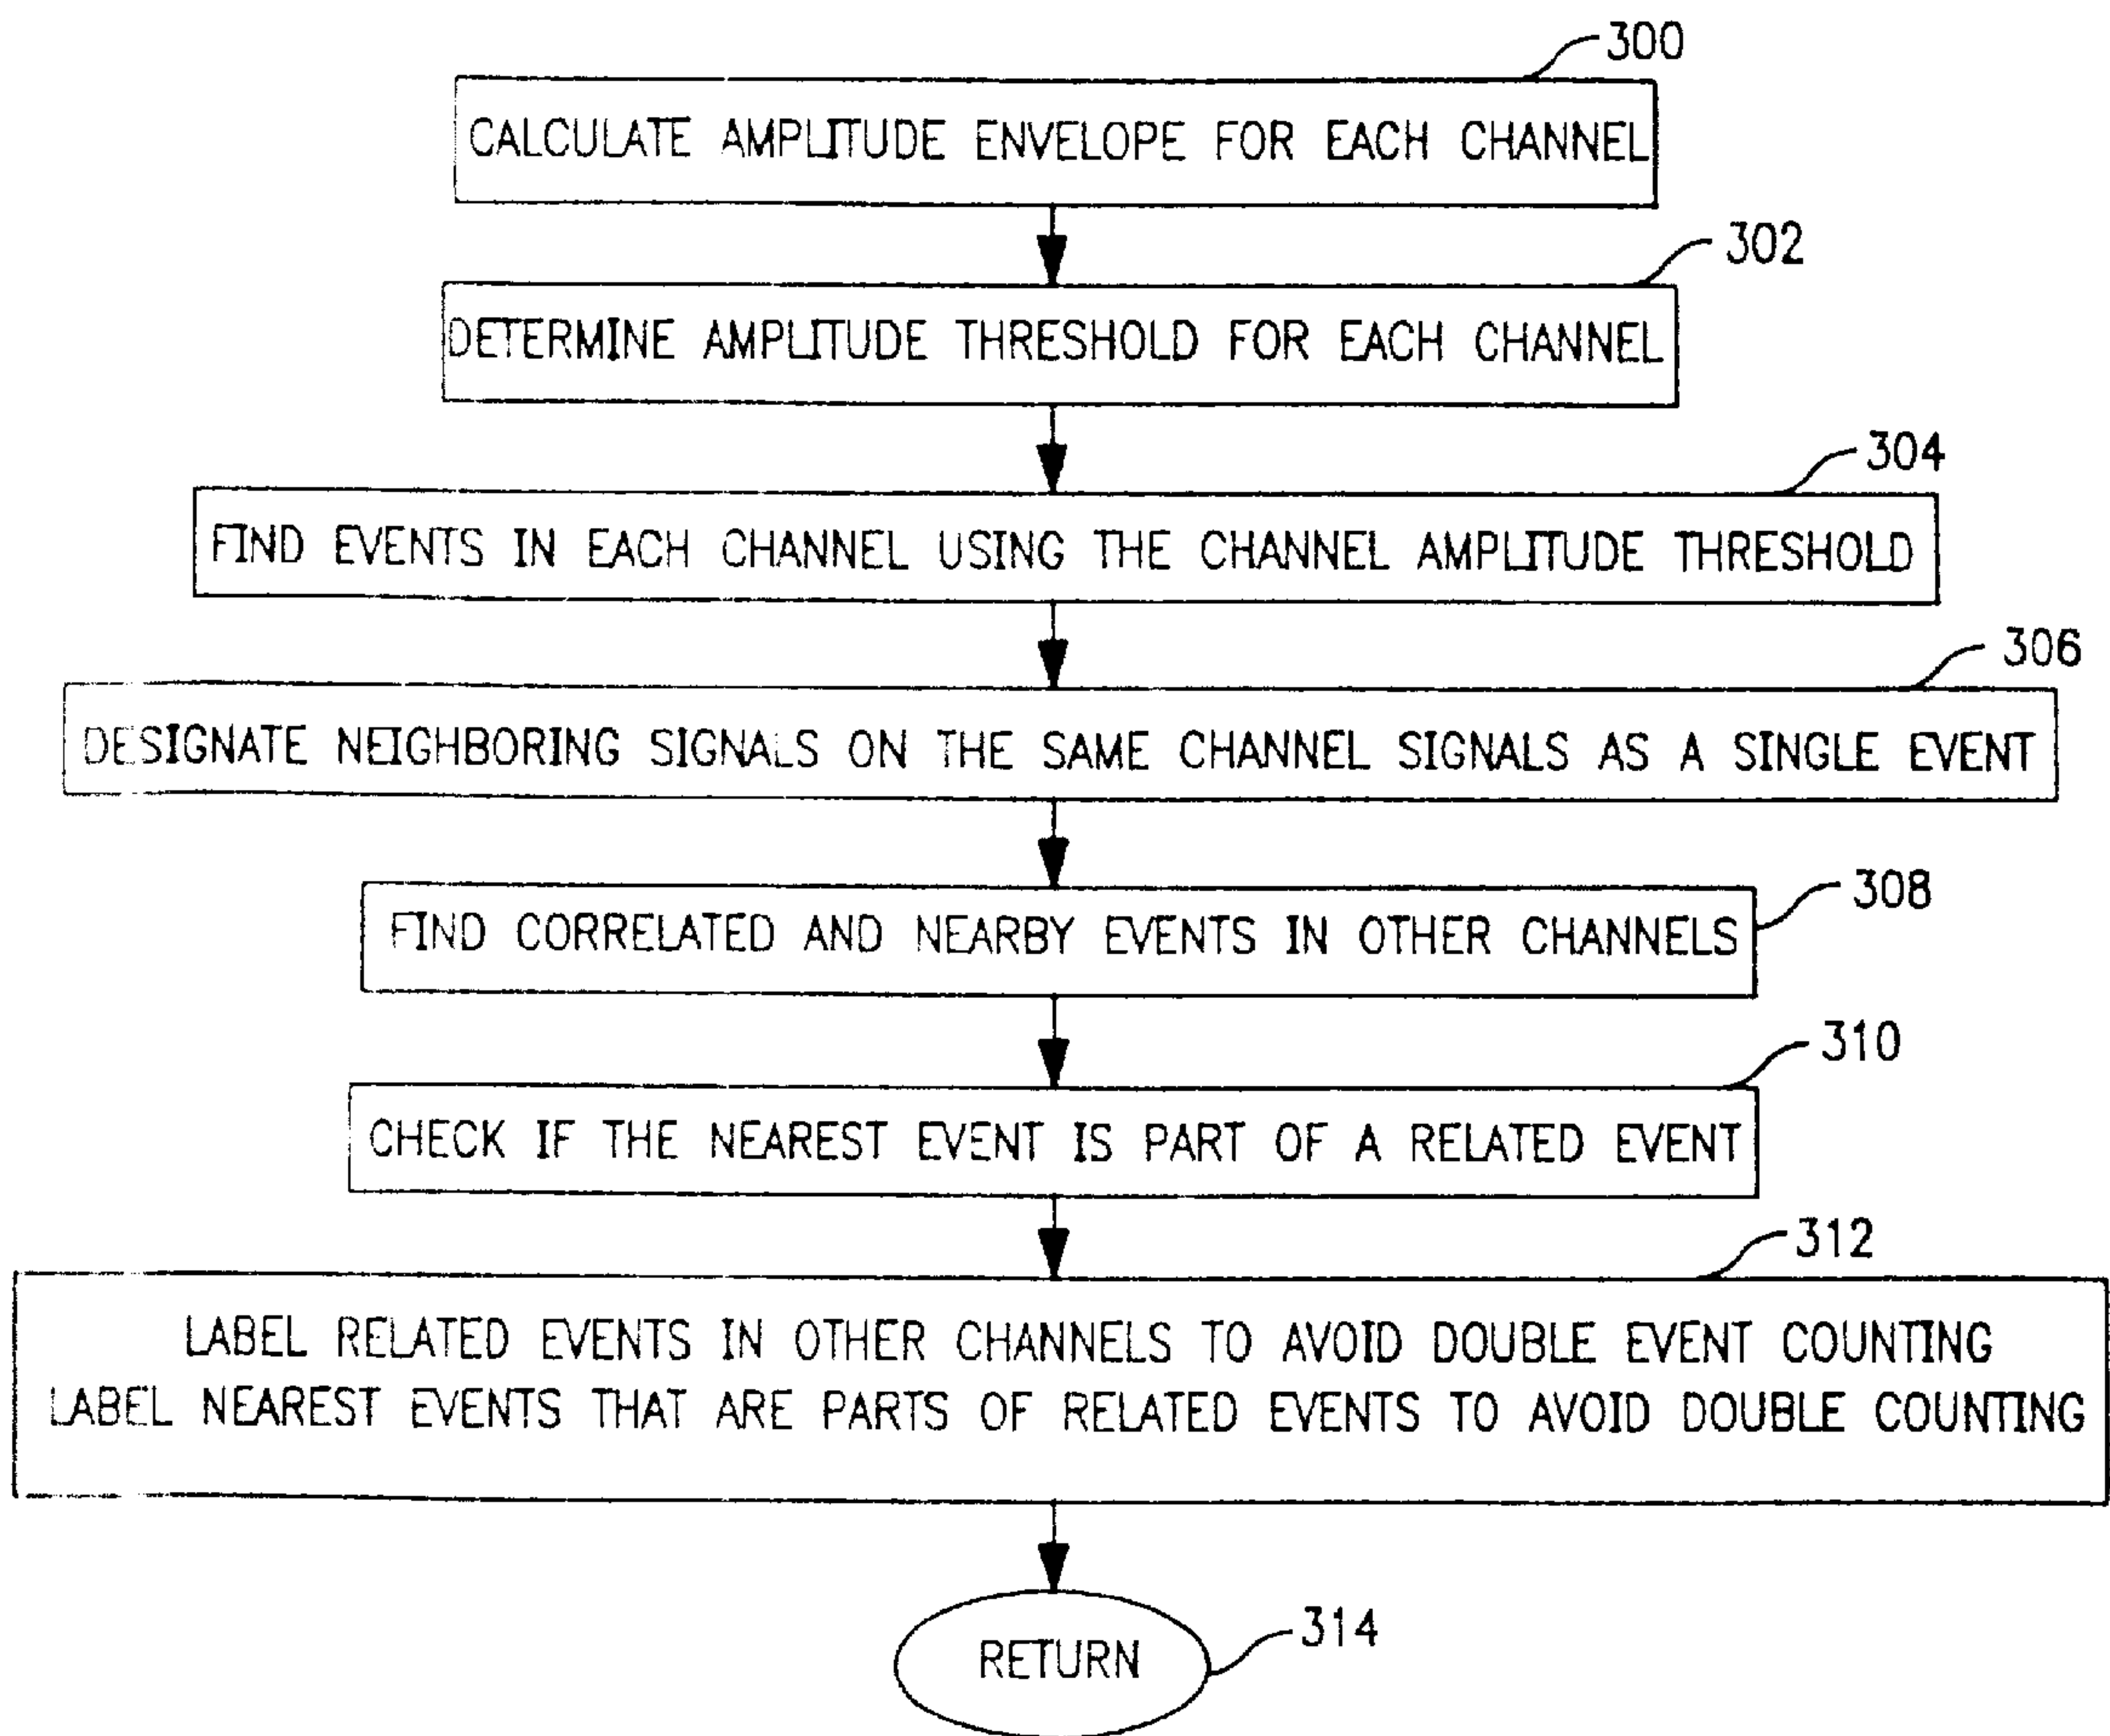 300
CALCULATE AMPLITUDE ENVELOPE FOR EACH CHANNEL
302
DETERMINE AMPLITUDE THRESHOLD FOR EACH CHANNEL
304
FIND EVENTS IN EACH CHANNEL USING THE CHANNEL AMPLITUDE THRESHOLD
306
DESIGNATE NEIGHBORING SIGNALS ON THE SAME CHANNEL SIGNALS AS A SINGLE EVENT
308
FIND CORRELATED AND NEARBY EVENTS IN OTHER CHANNELS
310
CHECK IF THE NEAREST EVENT IS PART OF A RELATED EVENT
312
LABEL RELATED EVENTS IN OTHER CHANNELS TO AVOID DOUBLE EVENT COUNTING
LABEL NEAREST EVENTS THAT ARE PARTS OF RELATED EVENTS TO AVOID DOUBLE COUNTING
314
RETURN